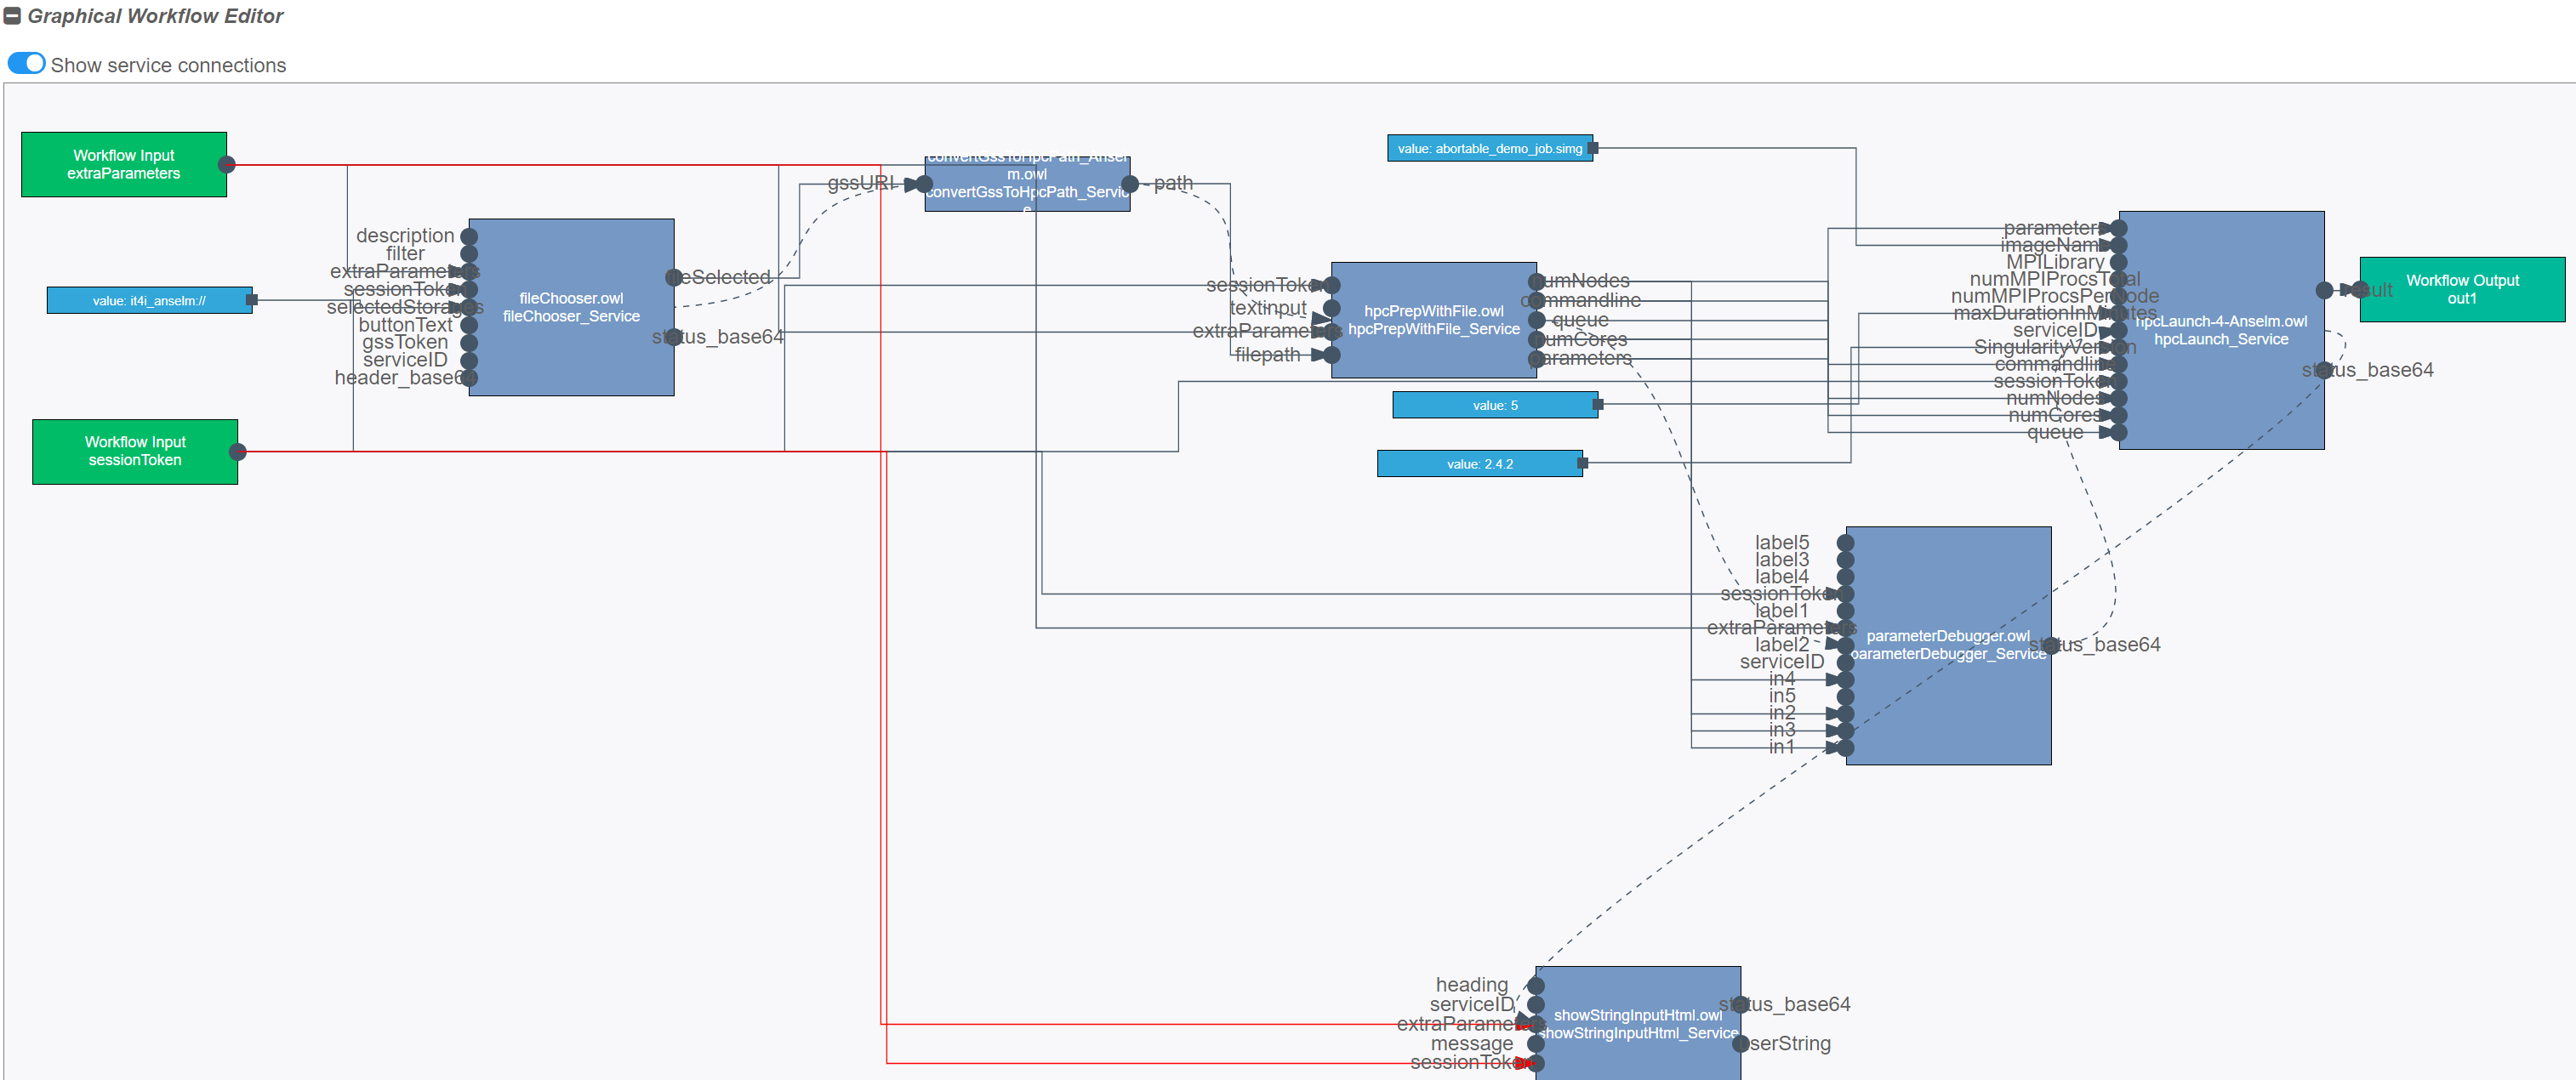 Graphical Workflow Editor
Show service connections
Workflow Input
extraParameters
description
filter
extraParameters
sessionToken
selectedStorages
buttonText
gssToken
serviceID
header_base64
value: it4i_anselm://
fileChooser.owl
fileChooser_Service
fileSelected
status_base64
Workflow Input
sessionToken
gssURL
convertGssToHpcPath_Ansel
m.owl
convertGssToHpcPath_Servic
e
path
value: abortable_demo_job.simg
sessionToken
textinput
extraParameters
filepath
hpcPrepWithFile.owl
hpcPrepWithFile_Service
numNodes
commandline
queue
numCores
parameters
value: 5
value: 2.4.2
parameters
imageName
MPILibrary
numMPIProcsTotal
numMPIProcsPerNode
maxDurationInMinutes
serviceID
SingularityVersion
commandline
sessionToken
numNodes
numCores
queue
hpcLaunch-4-Anselm.owl
hpcLaunch_Service
result
status_base64
Workflow Output
out1
label5
label3
label4
sessionToken
label1
extraParameters
label2
serviceID
in4
in5
in2
in3
in1
parameterDebugger.owl
parameterDebugger_Service
status_base64
heading
serviceID
extraParameters
message
sessionToken
showStringInputHtml.owl
showStringInputHtml_Service
status_base64
userString